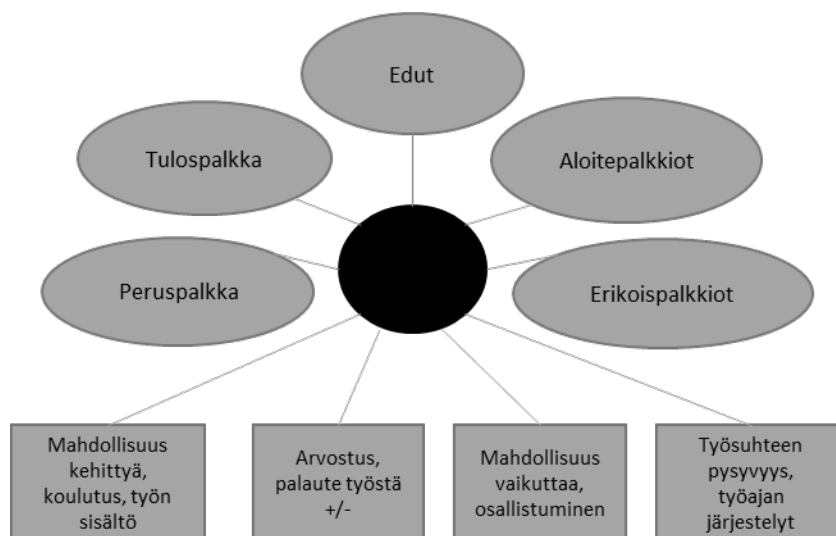 Edut
Tulospalkka
Aloitepalkkiot
Peruspalkka
Erikoispalkkiot
Mahdollisuus
kehittyä,
koulutus, työn
sisältö
Arvostus,
palaute työstä
+/-
Mahdollisuus
vaikuttaa,
osallistuminen
Työsuhteen
pysyvyys,
työajan
järjestelyt